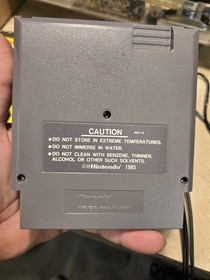 CAUTION
●DO NOT STORE IN EXTREME TEMPERATURES.
●DO NOT IMMERSE IN WATER.
●DO NOT CLEAN WITH BENZENE, THINNER,
ALCOHOL OR OTHER SUCH SOLVENTS.
©®Nintendo® 1985
Nintendo®